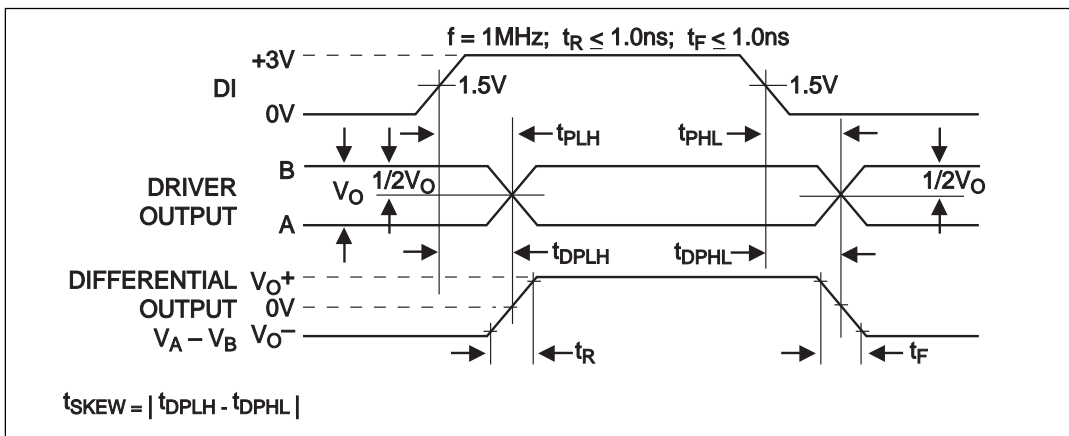 f = 1MHz; tR ≤ 1.0ns; tF ≤ 1.0ns
+3V
DI
1.5V
1.5V
0V
tPLH
tPHL
B
DRIVER
OUTPUT
VO
1/2VO
1/2VO
A
tDPLH
tDPHL
DIFFERENTIAL
OUTPUT
VA – VB
VO+
0V
VO–
tR
tF
tSKEW = | tDPLH - tDPHL |